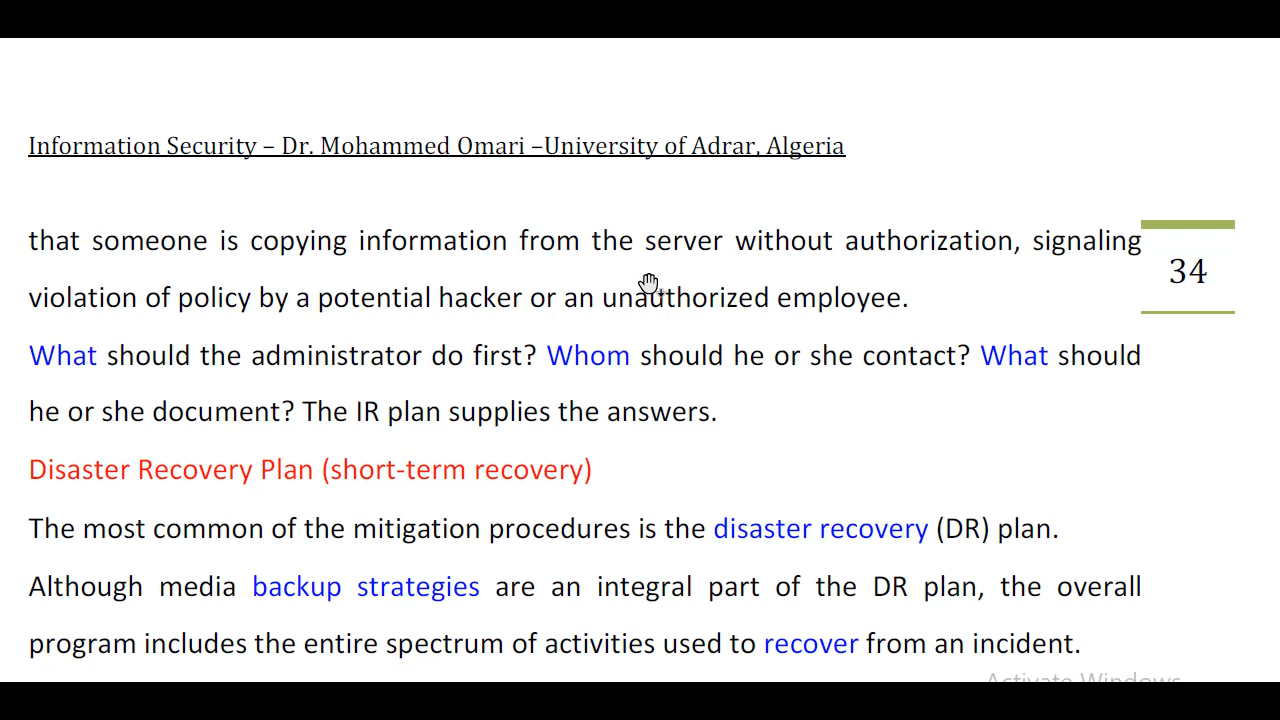 Information Security – Dr. Mohammed Omari –University of Adrar, Algeria
that someone is copying information from the server without authorization, signaling
34
violation of policy by a potential hacker or an unauthorized employee.
What should the administrator do first? Whom should he or she contact? What should
he or she document? The IR plan supplies the answers.
Disaster Recovery Plan (short-term recovery)
The most common of the mitigation procedures is the disaster recovery (DR) plan.
Although media backup strategies are an integral part of the DR plan, the overall
program includes the entire spectrum of activities used to recover from an incident.
Activate Windows